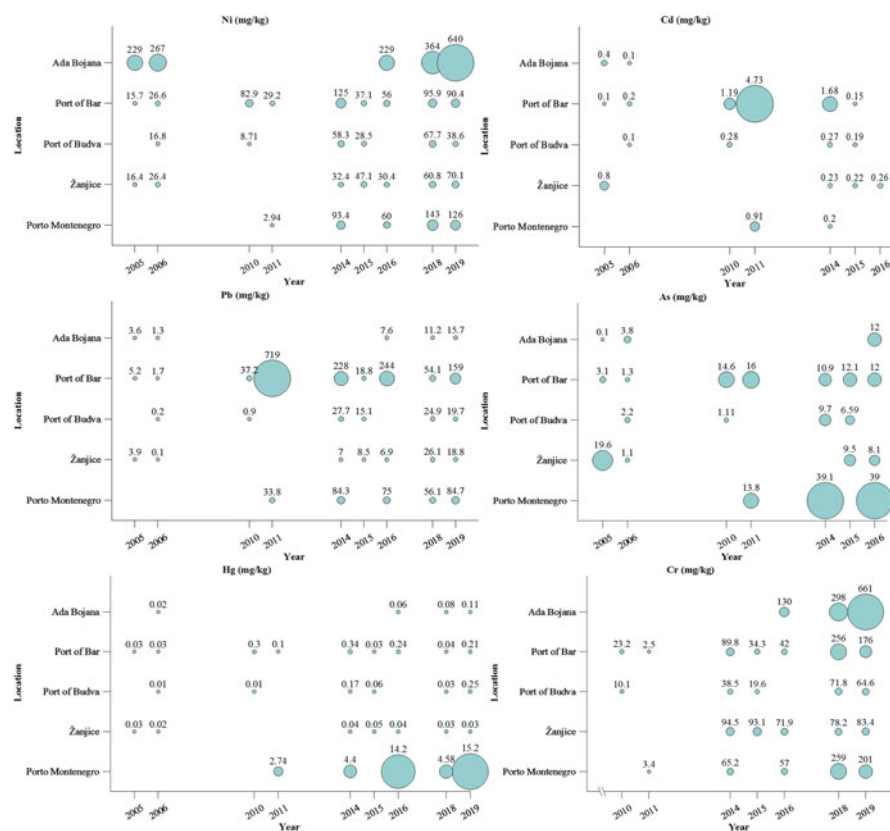 Ni (mg/kg)
Ada Bojana 229 267 229 364 640
Port of Bar 15.7 26.6 82.9 29.2 125 37.1 56 95.9 90.4
Port of Budva 16.8 8.71 58.3 28.5 67.7 38.6
Žanjice 16.4 26.4 32.4 47.1 30.4 60.8 70.1
Porto Montenegro 2.94 93.4 60 143 126
Location
2005 2006 2010 2011 2014 2015 2016 2018 2019
Year
Cd (mg/kg)
Ada Bojana 0.4 0.1
Port of Bar 0.1 0.2 1.19 4.73 1.68 0.15
Port of Budva 0.1 0.28 0.27 0.19
Žanjice 0.8 0.23 0.22 0.26
Porto Montenegro 0.91 0.2
Location
2005 2006 2010 2011 2014 2015 2016
Year
Pb (mg/kg)
Ada Bojana 3.6 1.3 7.6 11.2 15.7
Port of Bar 5.2 1.7 37.2 719 228 18.8 244 54.1 159
Port of Budva 0.2 0.9 27.7 15.1 24.9 19.7
Žanjice 3.9 0.1 7 8.5 6.9 26.1 18.8
Porto Montenegro 33.8 84.3 75 56.1 84.7
Location
2005 2006 2010 2011 2014 2015 2016 2018 2019
Year
As (mg/kg)
Ada Bojana 0.1 3.8 12
Port of Bar 3.1 1.3 14.6 16 10.9 12.1 12
Port of Budva 2.2 1.11 9.7 6.59
Žanjice 19.6 1.1 9.5 8.1
Porto Montenegro 13.8 39.1 39
Location
2005 2006 2010 2011 2014 2015 2016
Year
Hg (mg/kg)
Ada Bojana 0.02 0.06 0.08 0.11
Port of Bar 0.03 0.03 0.3 0.1 0.34 0.03 0.24 0.04 0.21
Port of Budva 0.01 0.01 0.17 0.06 0.03 0.25
Žanjice 0.03 0.02 0.04 0.05 0.04 0.03 0.03
Porto Montenegro 2.74 4.4 14.2 4.58 15.2
Location
2005 2006 2010 2011 2014 2015 2016 2018 2019
Year
Cr (mg/kg)
Ada Bojana 130 298 661
Port of Bar 23.2 2.5 89.8 34.3 42 256 176
Port of Budva 10.1 38.5 19.6 71.8 64.6
Žanjice 94.5 93.1 71.9 78.2 83.4
Porto Montenegro 3.4 65.2 57 259 201
Location
2010 2011 2014 2015 2016 2018 2019
Year